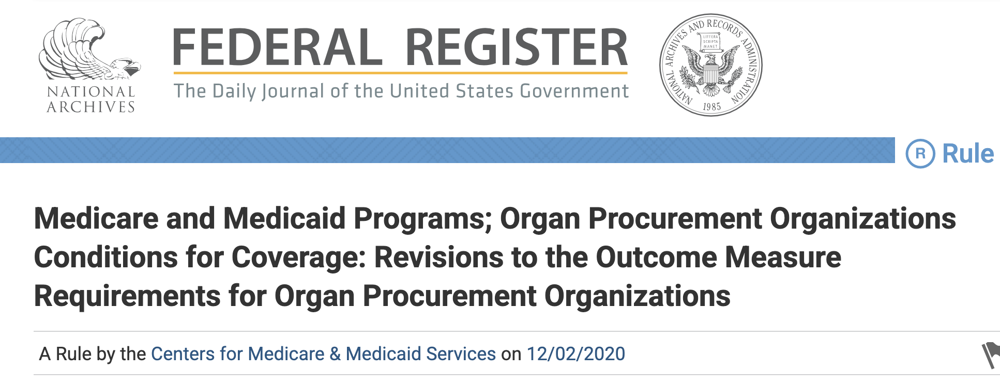 NATIONAL
ARCHIVES
FEDERAL REGISTER
The Daily Journal of the United States Government
NATIONAL ARCHIVES AND RECORDS ADMINISTRATION
LITTERA
SCRIPTA
MANET
1985
R Rule
Medicare and Medicaid Programs; Organ Procurement Organizations
Conditions for Coverage: Revisions to the Outcome Measure
Requirements for Organ Procurement Organizations
A Rule by the Centers for Medicare & Medicaid Services on 12/02/2020